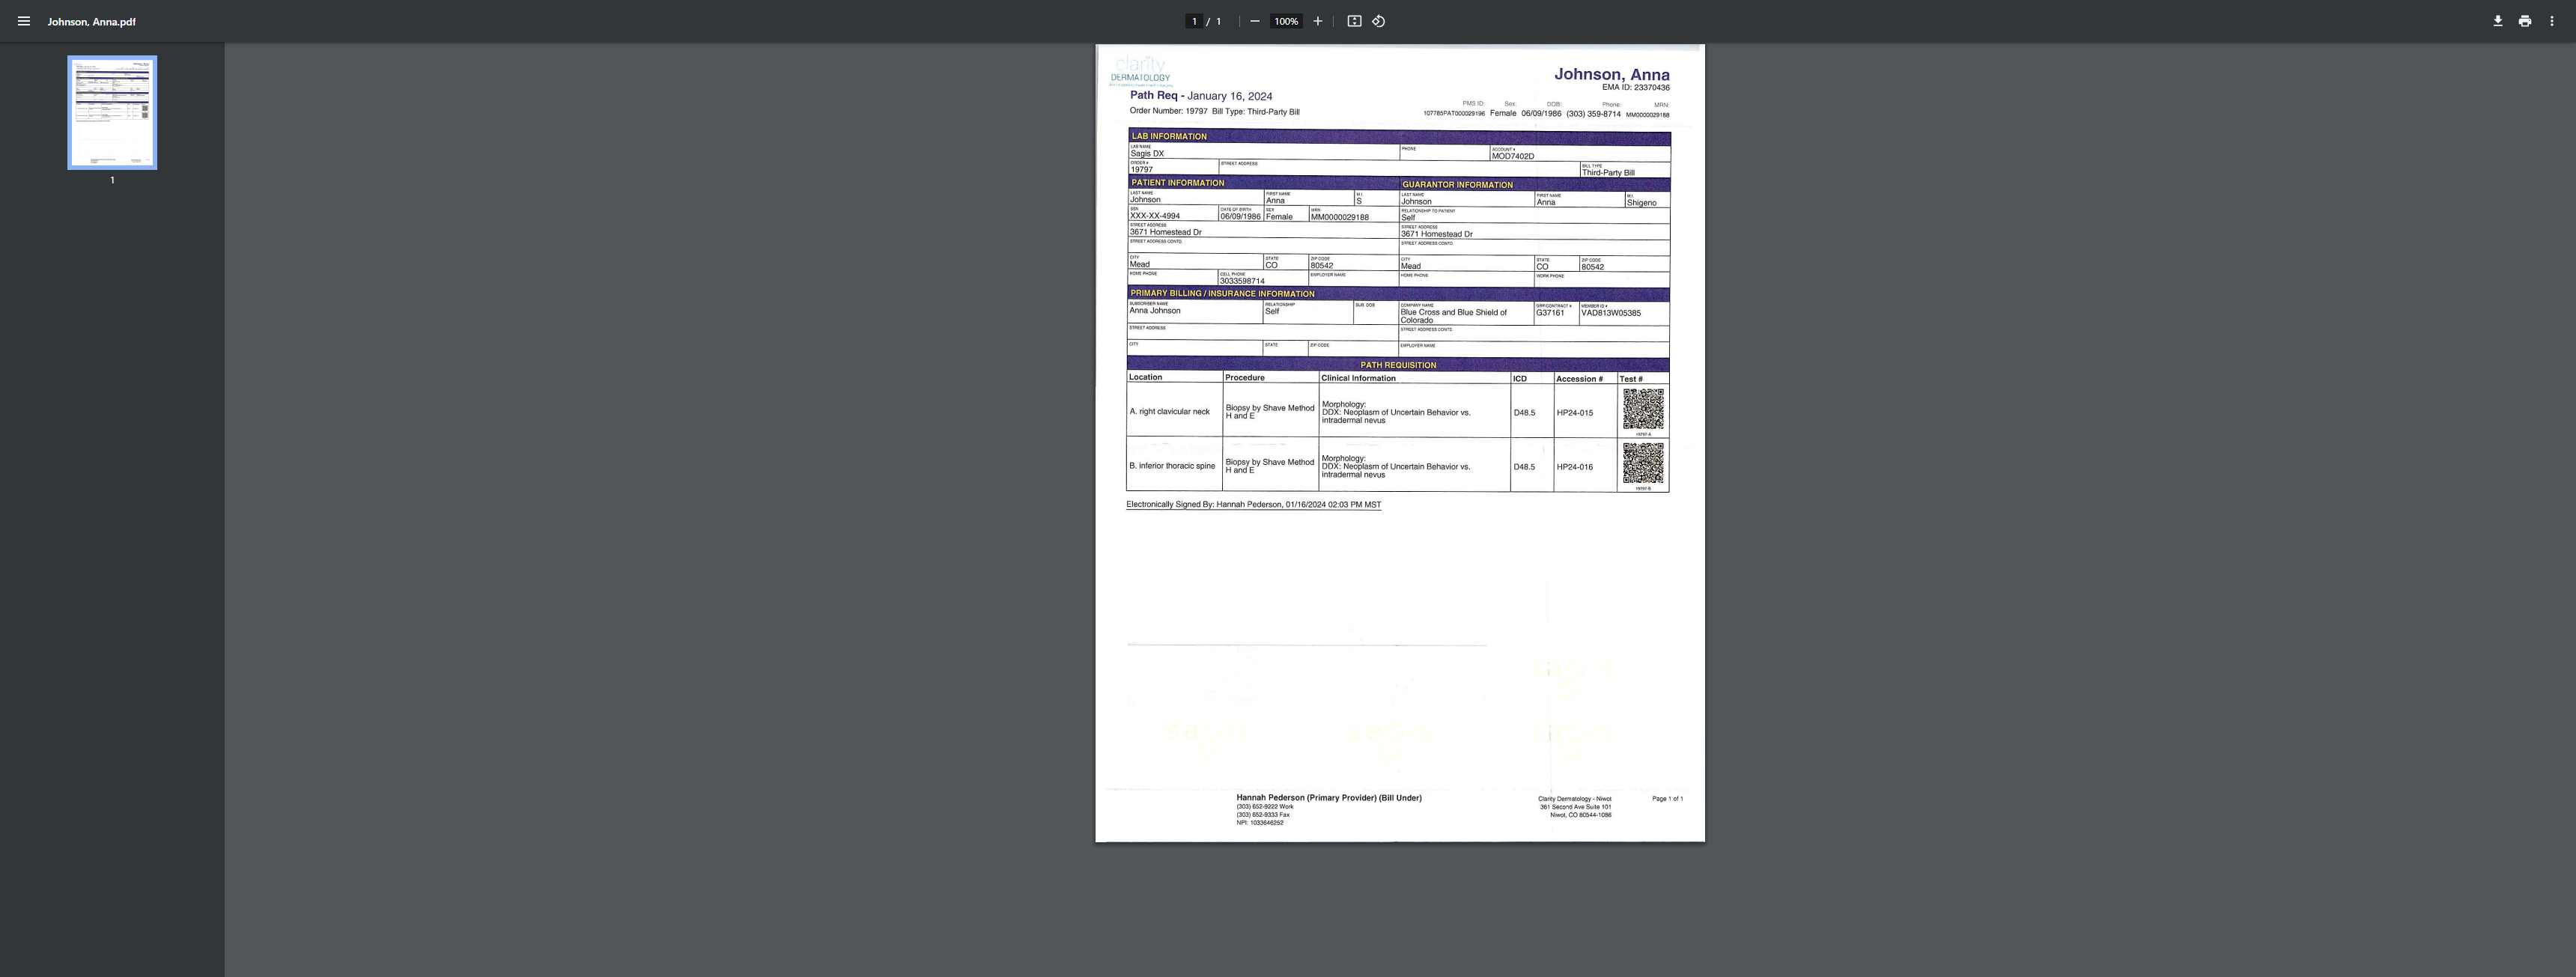 Johnson, Anna.pdf
1 / 1
100%
1
clarity
DERMATOLOGY
Johnson, Anna
EMA ID: 23370436
Path Req - January 16, 2024
Order Number: 19797 Bill Type: Third-Party Bill
PMS ID: Sex: DOB: Phone: MRN:
107785PAT000029196 Female 06/09/1986 (303) 359-8714 MM0000029188
LAB INFORMATION
LAB NAME PHONE ACCOUNT #
Sagis DX MOD7402D
ORDER # STREET ADDRESS BILL TYPE
19797 Third-Party Bill
PATIENT INFORMATION GUARANTOR INFORMATION
LAST NAME FIRST NAME M.I. LAST NAME FIRST NAME M.I.
Johnson Anna S Johnson Anna Shigeno
SSN DATE OF BIRTH SEX MRN RELATIONSHIP TO PATIENT
XXX-XX-4994 06/09/1986 Female MM0000029188 Self
STREET ADDRESS STREET ADDRESS
3671 Homestead Dr 3671 Homestead Dr
STREET ADDRESS CONTD. STREET ADDRESS CONTD.
CITY STATE ZIP CODE CITY STATE ZIP CODE
Mead CO 80542 Mead CO 80542
HOME PHONE CELL PHONE EMPLOYER NAME HOME PHONE WORK PHONE
3033598714
PRIMARY BILLING / INSURANCE INFORMATION
SUBSCRIBER NAME RELATIONSHIP SUB. DOB COMPANY NAME GRP/CONTRACT # MEMBER ID #
Anna Johnson Self Blue Cross and Blue Shield of G37161 VAD813W05385
Colorado
STREET ADDRESS STREET ADDRESS CONTD.
CITY STATE ZIP CODE EMPLOYER NAME
PATH REQUISITION
Location Procedure Clinical Information ICD Accession # Test #
A. right clavicular neck Biopsy by Shave Method H and E Morphology: DDX: Neoplasm of Uncertain Behavior vs. intradermal nevus D48.5 HP24-015
19797-A
B. inferior thoracic spine Biopsy by Shave Method H and E Morphology: DDX: Neoplasm of Uncertain Behavior vs. intradermal nevus D48.5 HP24-016
19797-B
Electronically Signed By: Hannah Pederson, 01/16/2024 02:03 PM MST
Hannah Pederson (Primary Provider) (Bill Under)
(303) 652-9222 Work
(303) 652-9333 Fax
NPI: 1033646252
Clarity Dermatology - Niwot
361 Second Ave Suite 101
Niwot, CO 80544-1086
Page 1 of 1